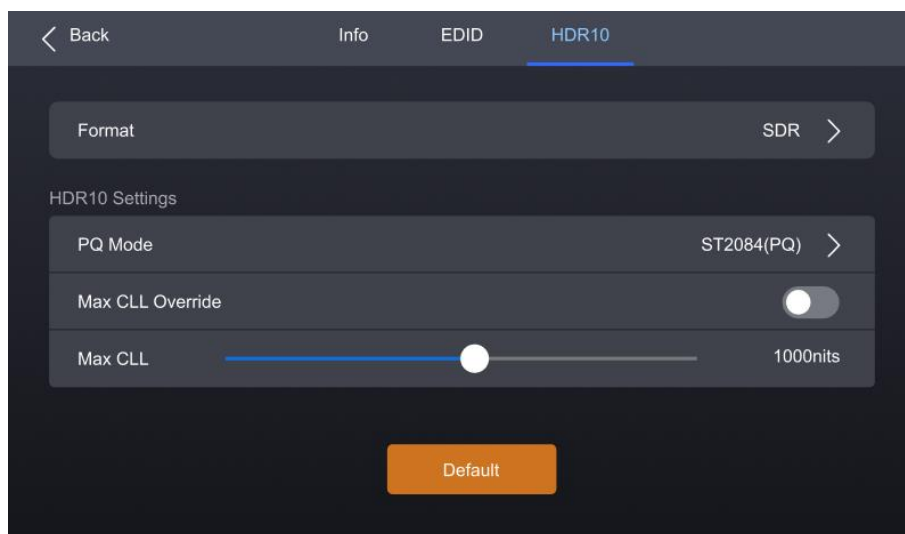 Back Info EDID HDR10
Format SDR
HDR10 Settings
PQ Mode ST2084(PQ)
Max CLL Override
Max CLL 1000nits
Default